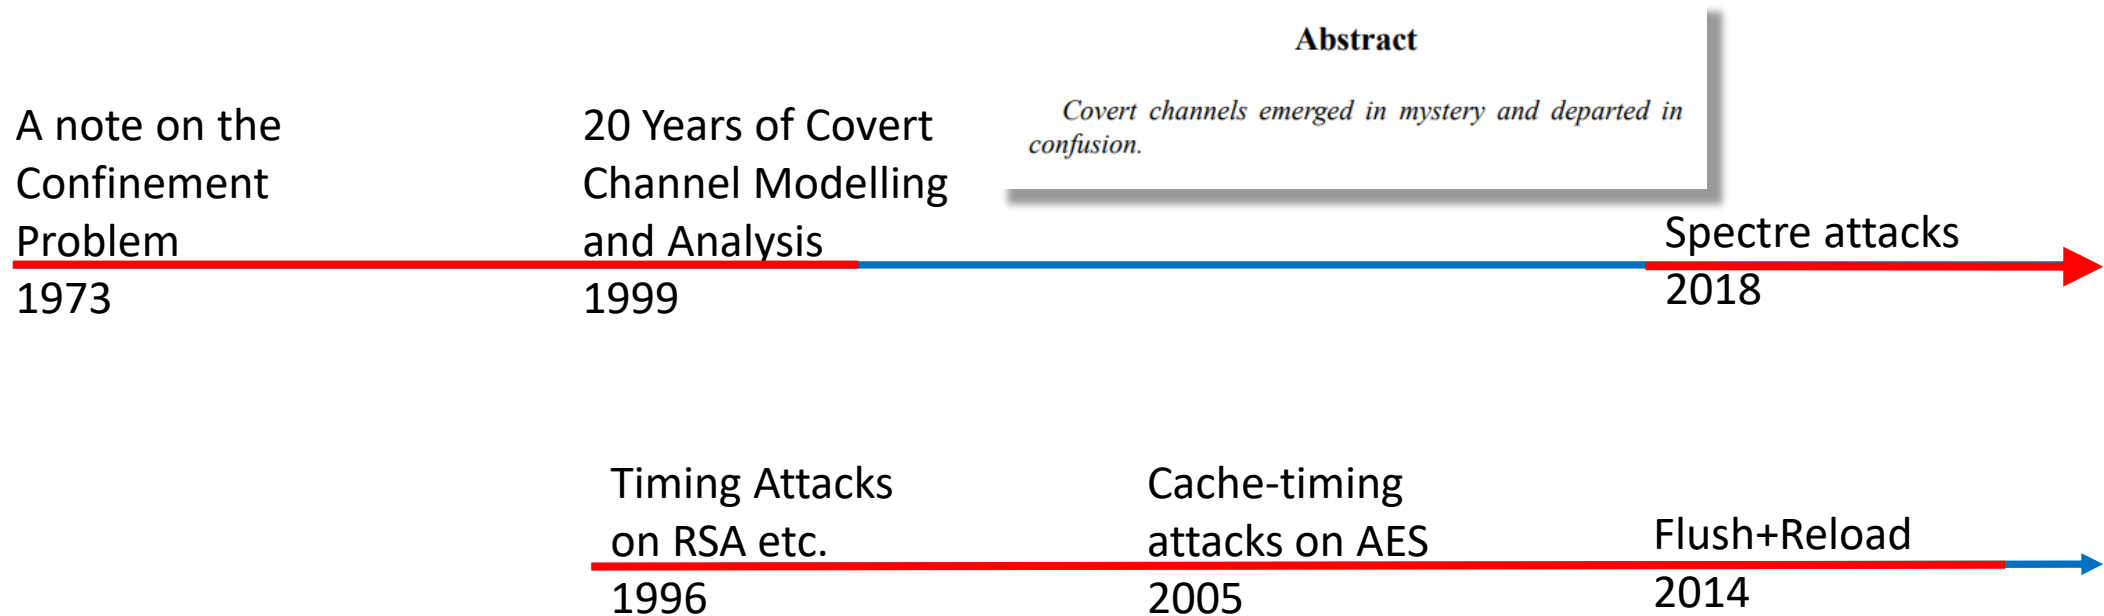 Abstract
Covert channels emerged in mystery and departed in
confusion.
A note on the
Confinement
Problem
1973
20 Years of Covert
Channel Modelling
and Analysis
1999
Spectre attacks
2018
Timing Attacks
on RSA etc.
1996
Cache-timing
attacks on AES
2005
Flush+Reload
2014